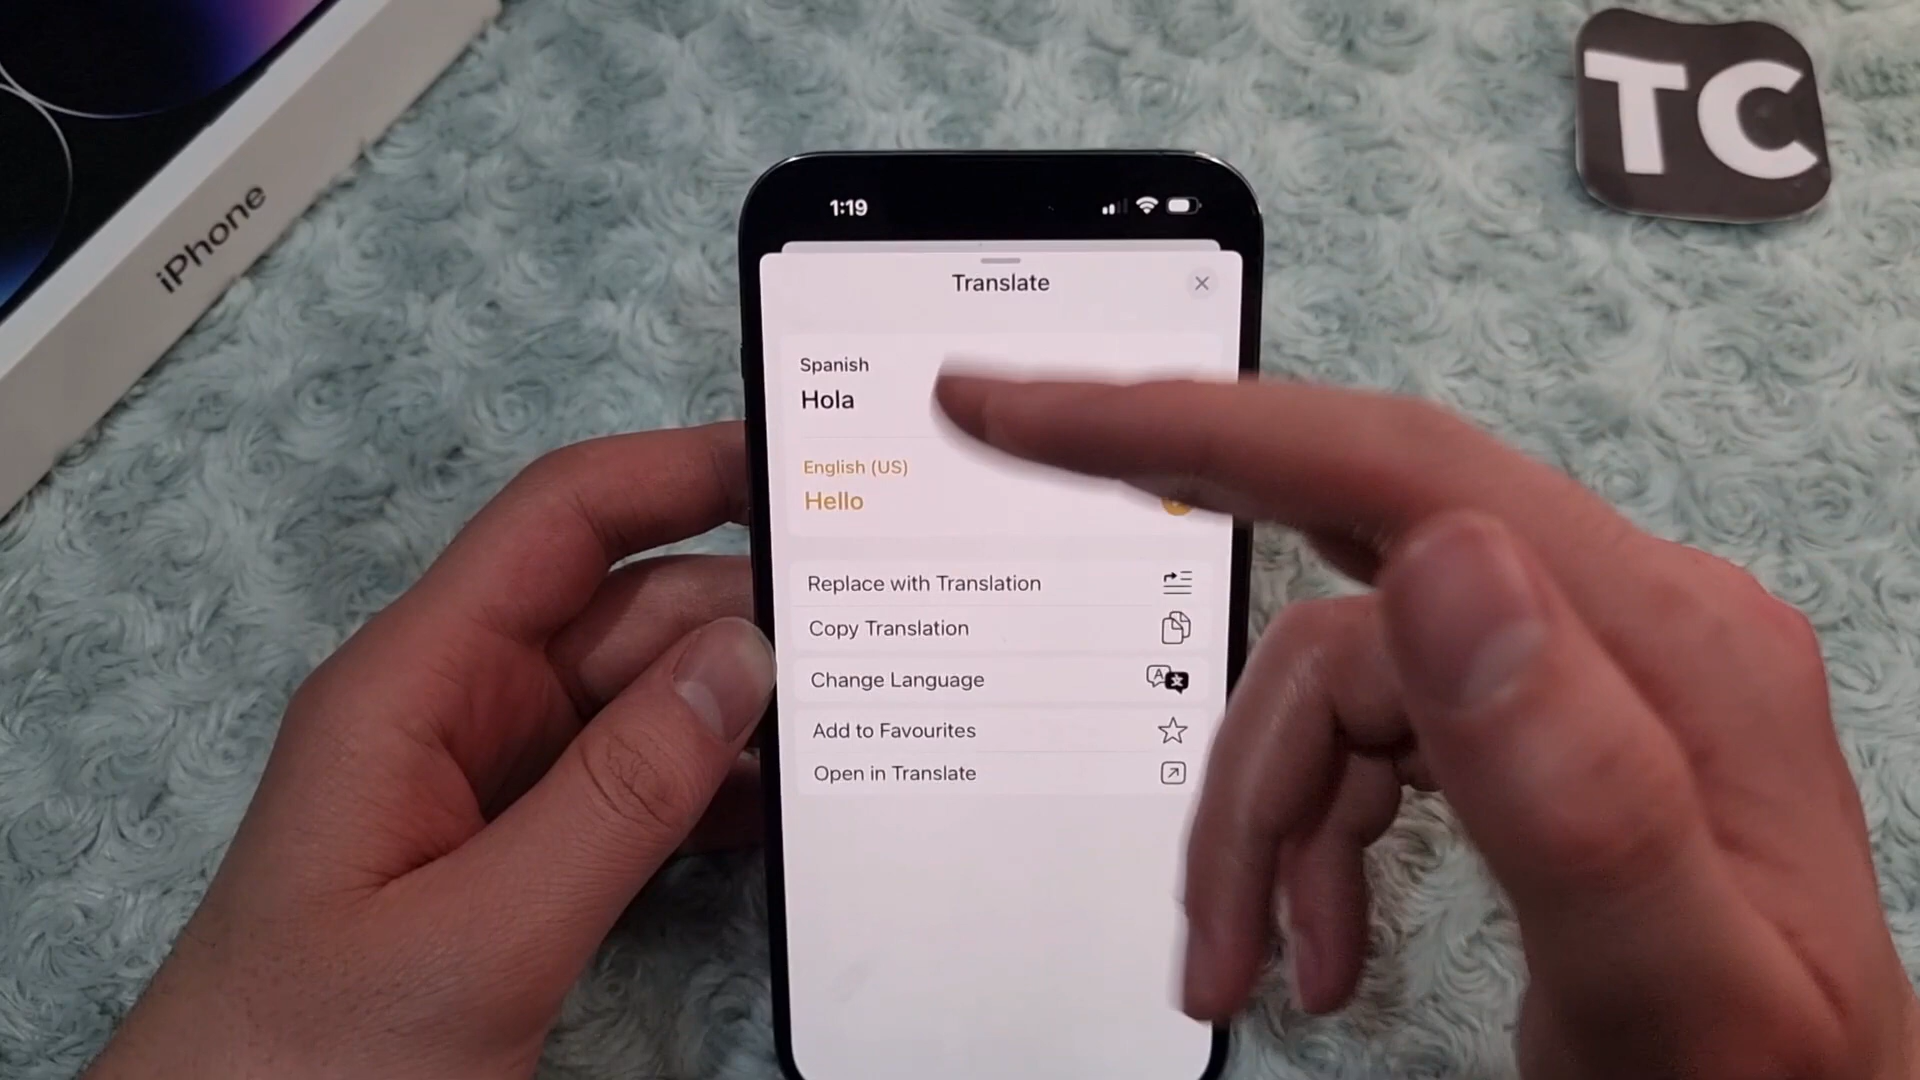 iPhone
TC
1:19
Translate
Spanish
Hola
English (US)
Hello
Replace with Translation
Copy Translation
Change Language
Add to Favourites
Open in Translate